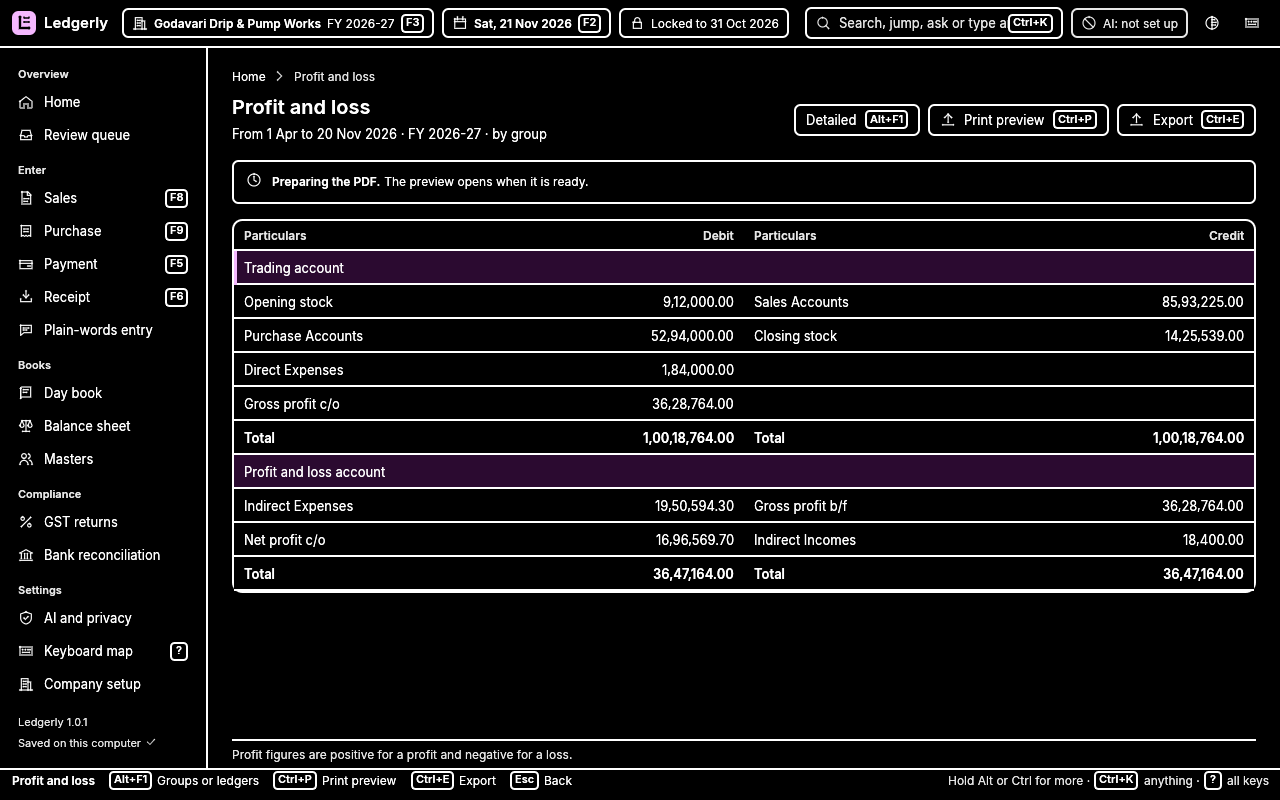 Ledgerly
Godavari Drip & Pump Works FY 2026-27 F3
Sat, 21 Nov 2026 F2
Locked to 31 Oct 2026
Search, jump, ask or type a Ctrl+K
AI: not set up
Overview
Home
Review queue
Enter
Sales F8
Purchase F9
Payment F5
Receipt F6
Plain-words entry
Books
Day book
Balance sheet
Masters
Compliance
GST returns
Bank reconciliation
Settings
AI and privacy
Keyboard map ?
Company setup
Ledgerly 1.0.1
Saved on this computer
Home Profit and loss
Profit and loss
From 1 Apr to 20 Nov 2026 · FY 2026-27 · by group
Detailed Alt+F1
Print preview Ctrl+P
Export Ctrl+E
Preparing the PDF. The preview opens when it is ready.
Particulars Debit Particulars Credit
Trading account
Opening stock 9,12,000.00 Sales Accounts 85,93,225.00
Purchase Accounts 52,94,000.00 Closing stock 14,25,539.00
Direct Expenses 1,84,000.00
Gross profit c/o 36,28,764.00
Total 1,00,18,764.00 Total 1,00,18,764.00
Profit and loss account
Indirect Expenses 19,50,594.30 Gross profit b/f 36,28,764.00
Net profit c/o 16,96,569.70 Indirect Incomes 18,400.00
Total 36,47,164.00 Total 36,47,164.00
Profit figures are positive for a profit and negative for a loss.
Profit and loss Alt+F1 Groups or ledgers Ctrl+P Print preview Ctrl+E Export Esc Back
Hold Alt or Ctrl for more · Ctrl+K anything · ? all keys